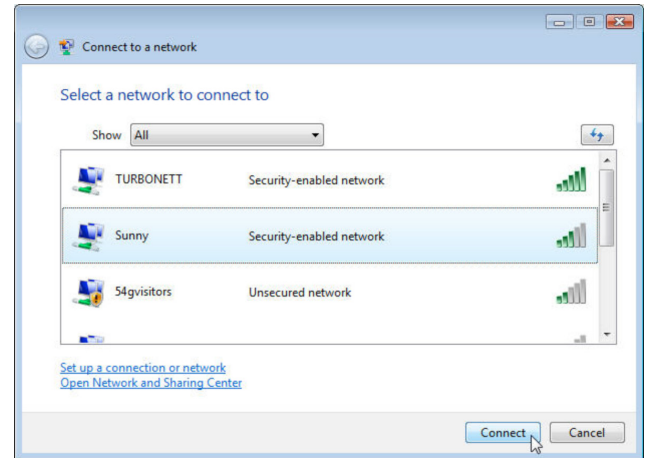 Connect to a network
Select a network to connect to
Show All
TURBONETT Security-enabled network
Sunny Security-enabled network
54gvisitors Unsecured network
Set up a connection or network
Open Network and Sharing Center
Connect Cancel